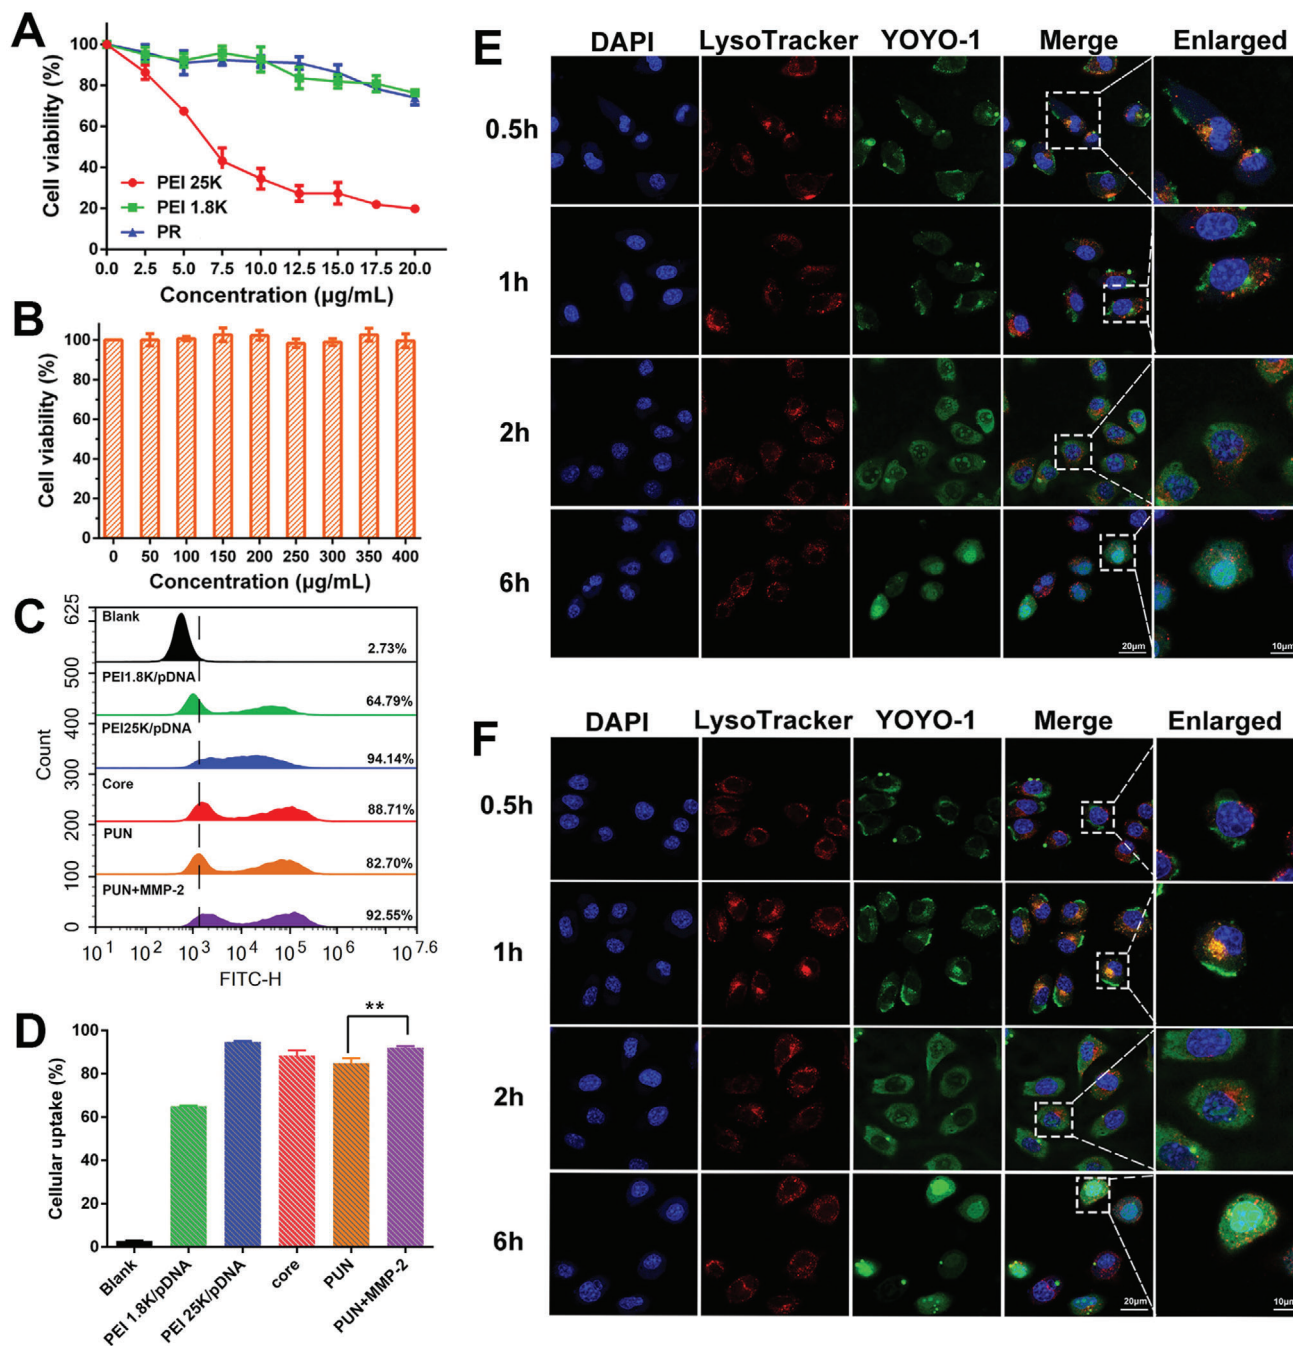 A
Cell viability (%)
100
80
60
40
20
0
PEI 25K
PEI 1.8K
PR
0.0 2.5 5.0 7.5 10.0 12.5 15.0 17.5 20.0
Concentration (µg/mL)
B
Cell viability (%)
100
80
60
40
20
0
0 50 100 150 200 250 300 350 400
Concentration (µg/mL)
C
Count
625
500
400
300
200
100
0
Blank
2.73%
PEI1.8K/pDNA
64.79%
PEI25K/pDNA
94.14%
Core
88.71%
PUN
82.70%
PUN+MMP-2
92.55%
10^1 10^2 10^3 10^4 10^5 10^6 10^7.6
FITC-H
D
Cellular uptake (%)
100
80
60
40
20
0
**
Blank
PEI 1.8K/pDNA
PEI 25K/pDNA
core
PUN
PUN+MMP-2
E
DAPI LysoTracker YOYO-1 Merge Enlarged
0.5h
1h
2h
6h
20µm
10µm
F
DAPI LysoTracker YOYO-1 Merge Enlarged
0.5h
1h
2h
6h
20µm
10µm